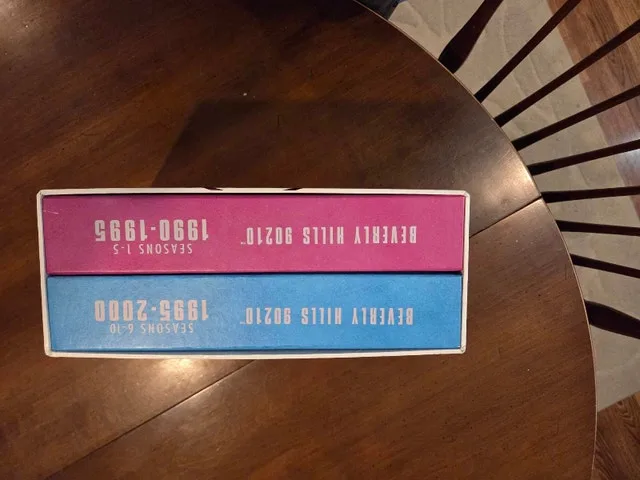 BEVERLY HILLS 90210™
SEASONS 6-10
1995-2000
BEVERLY HILLS 90210™
SEASONS 1-5
1990-1995